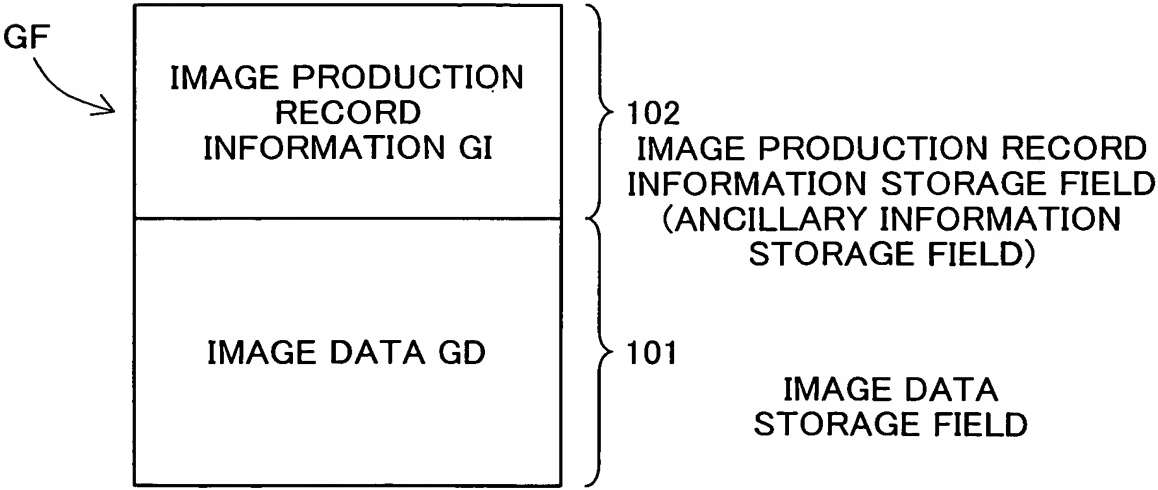 GF
IMAGE PRODUCTION
RECORD
INFORMATION GI
102
IMAGE PRODUCTION RECORD
INFORMATION STORAGE FIELD
(ANCILLARY INFORMATION
STORAGE FIELD)
IMAGE DATA GD
101
IMAGE DATA
STORAGE FIELD